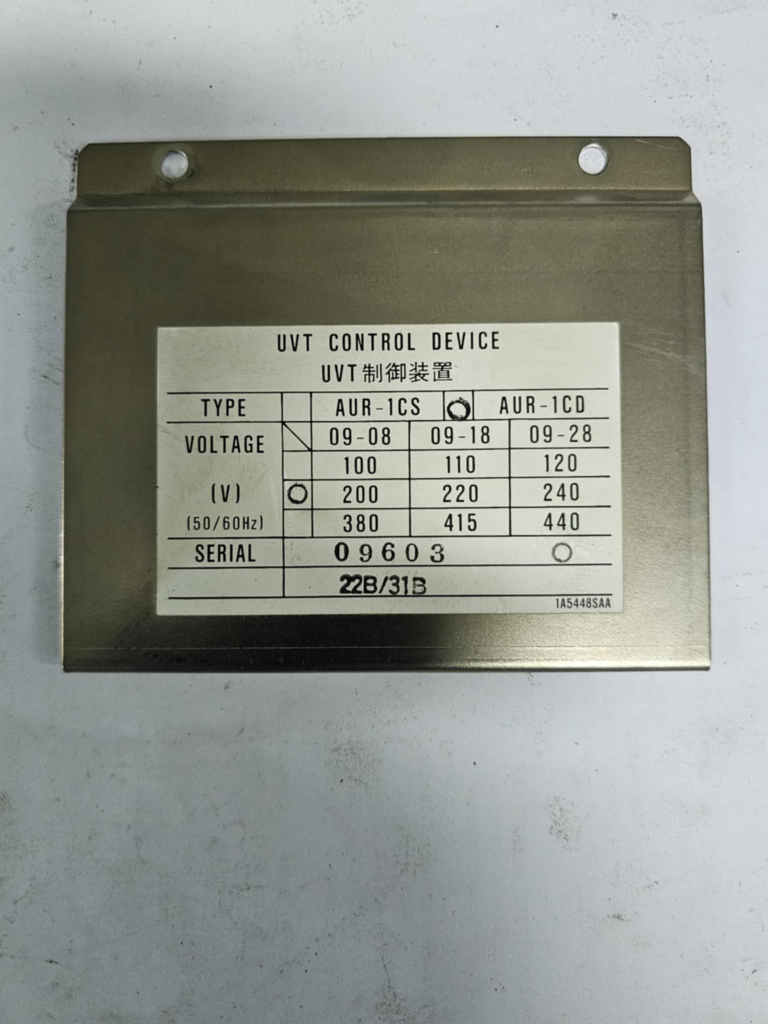 UVT CONTROL DEVICE
UVT制御装置
TYPE AUR-1CS ○ AUR-1CD
VOLTAGE 09-08 09-18 09-28
100 110 120
(V) ○ 200 220 240
(50/60Hz) 380 415 440
SERIAL 09603 ○
22B/31B
1A5448SAA